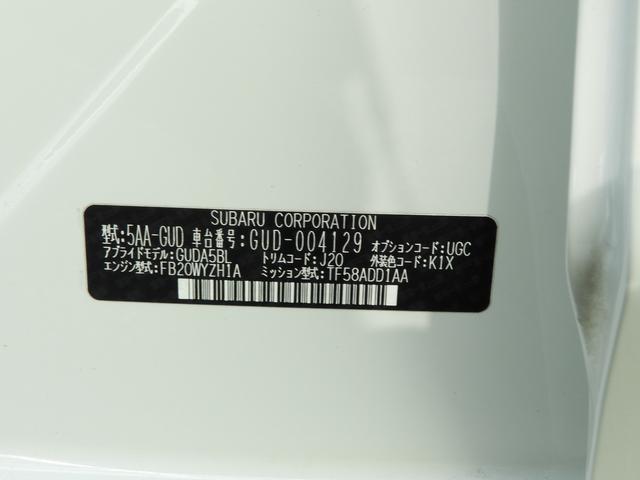 SUBARU CORPORATION
型式:5AA-GUD 車台番号:GUD-004129 オプションコード:UGC
アプライドモデル:GUDA5BL トリムコード:J20 外装色コード:K1X
エンジン型式:FB20WYZH1A ミッション型式:TF58ADD1AA